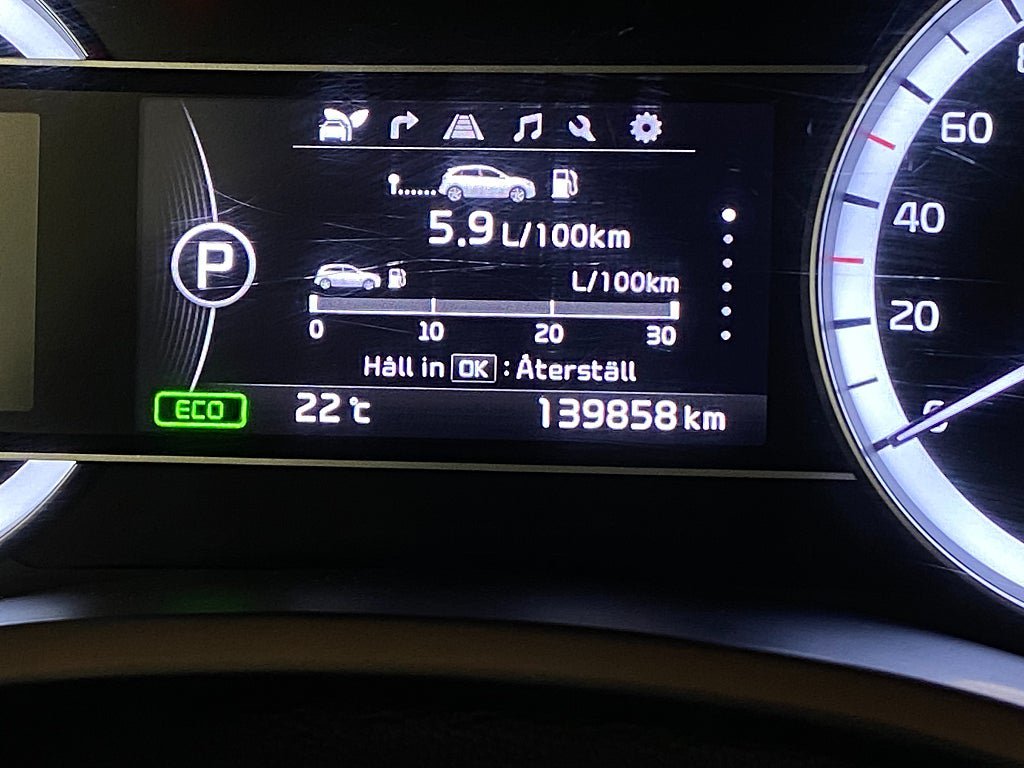 5.9 L/100km
P
L/100km
0 10 20 30
Håll in OK : Återställ
ECO 22 °C 139858 km
60
40
20
0